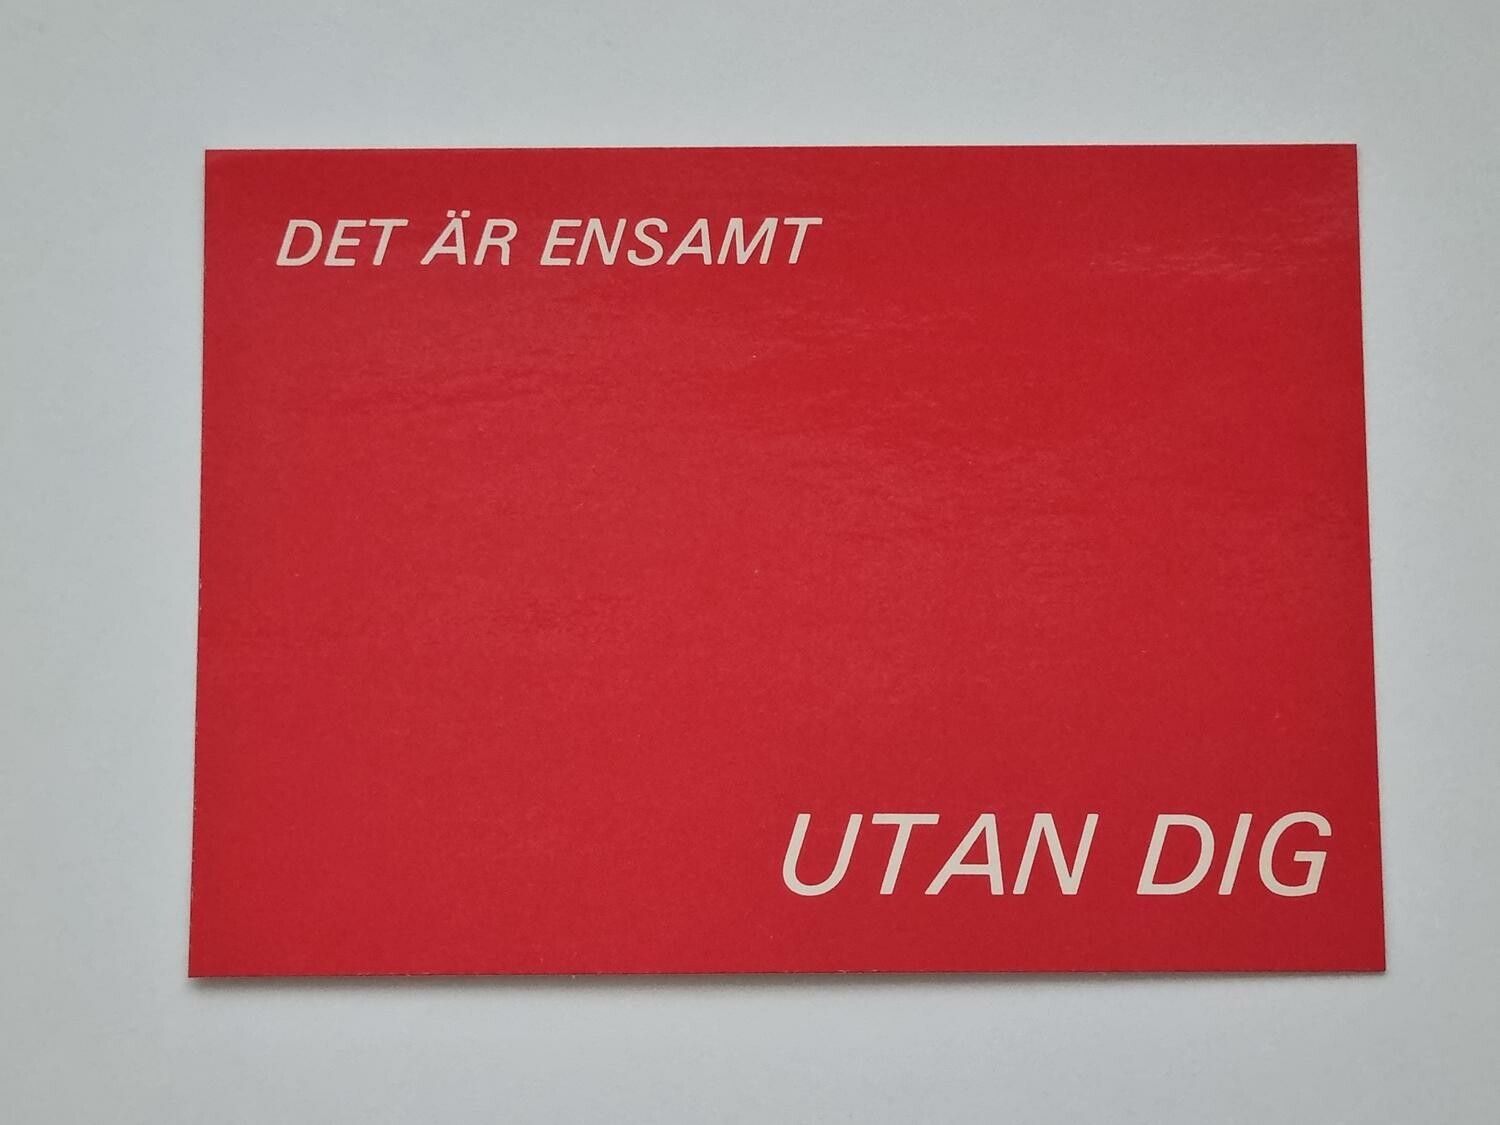 DET ÄR ENSAMT
UTAN DIG